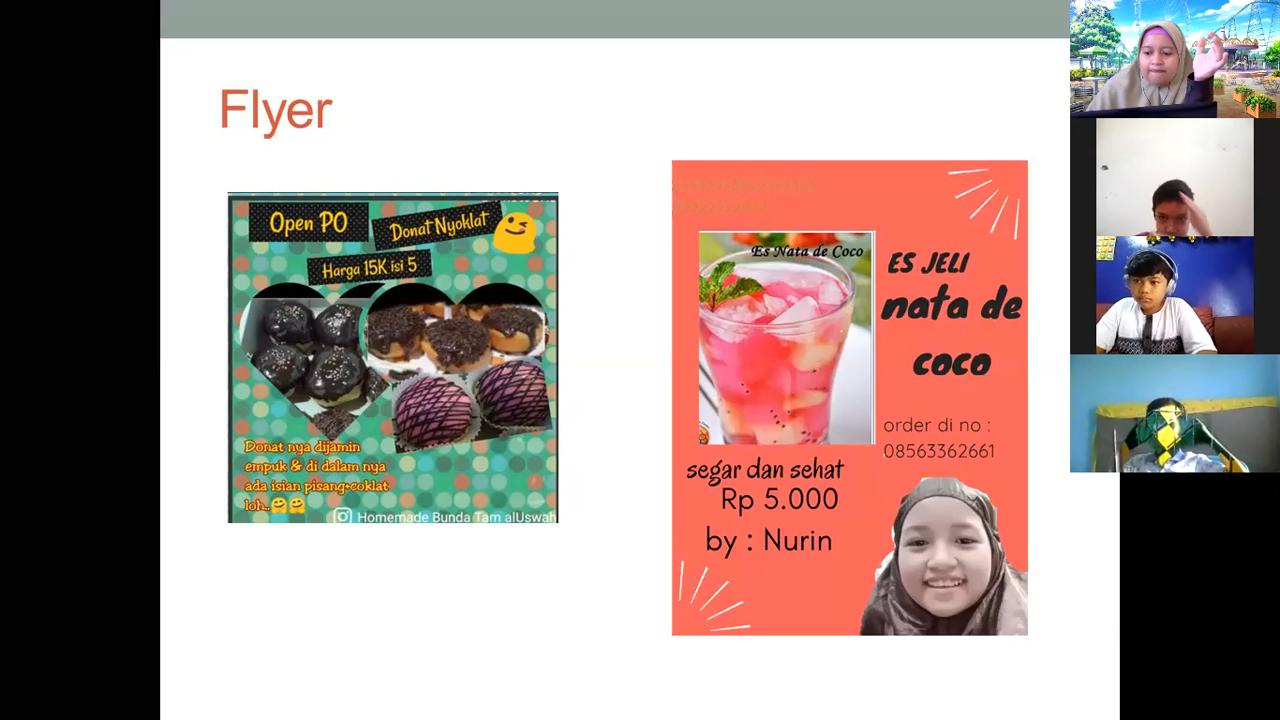 Flyer
Open PO
Donat Nyoklat
Harga 15K isi 5
Donat nya dijamin
empuk & di dalam nya
ada isian pisang+coklat
loh..
Homemade Bunda Tam alUswah
Es Nata de Coco
ES JELI
nata de
coco
order di no :
08563362661
segar dan sehat
Rp 5.000
by : Nurin